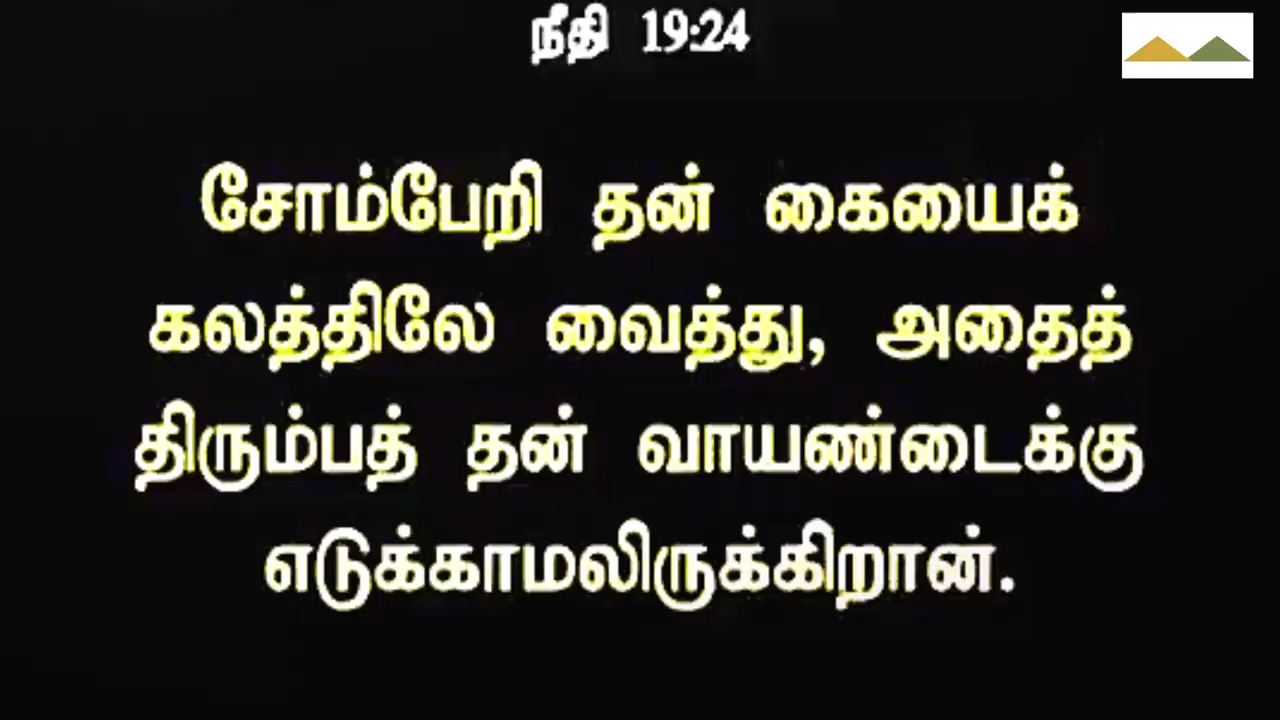 நீதி 19:24
சோம்பேறி தன் கையைக்
கலத்திலே வைத்து, அதைத்
திரும்பத் தன் வாயண்டைக்கு
எடுக்காமலிருக்கிறான்.